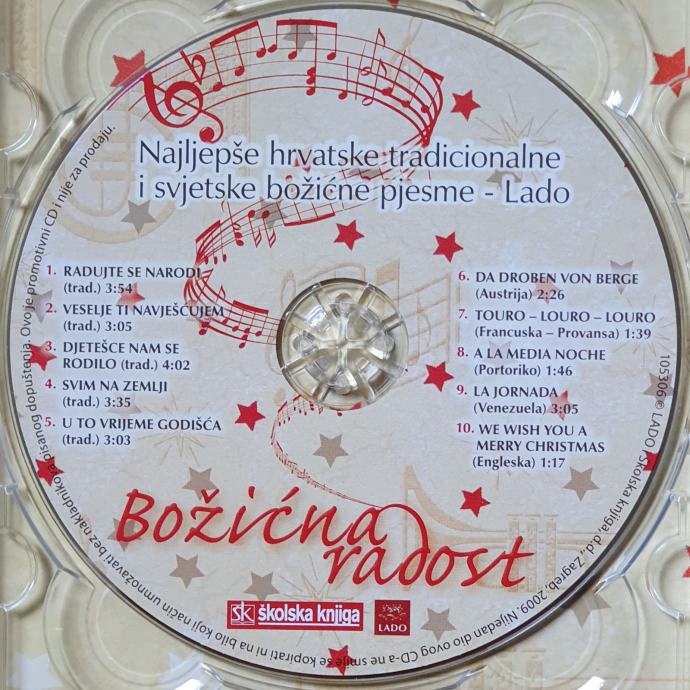 Najljepše hrvatske tradicionalne
i svjetske božićne pjesme - Lado
1. RADUJTE SE NARODI
(trad.) 3:54
2. VESELJE TI NAVJEŠĆUJEM
(trad.) 3:05
3. DJETEŠCE NAM SE
RODILO (trad.) 4:02
4. SVIM NA ZEMLJI
(trad.) 3:35
5. U TO VRIJEME GODIŠĆA
(trad.) 3:03
6. DA DROBEN VON BERGE
(Austrija) 2:26
7. TOURO – LOURO – LOURO
(Francuska – Provansa) 1:39
8. A LA MEDIA NOCHE
(Portoriko) 1:46
9. LA JORNADA
(Venezuela) 3:05
10. WE WISH YOU A
MERRY CHRISTMAS
(Engleska) 1:17
Božićna
radost
ŠK školska knjiga
LADO
105306 © LADO Školska knjiga, d.d., Zagreb, 2009. Nijedan dio ovog CD-a ne smije se kopirati ni na bilo koji način umnožavati bez nakladnikova pisanog dopuštenja. Ovo je promotivni CD i nije za prodaju.